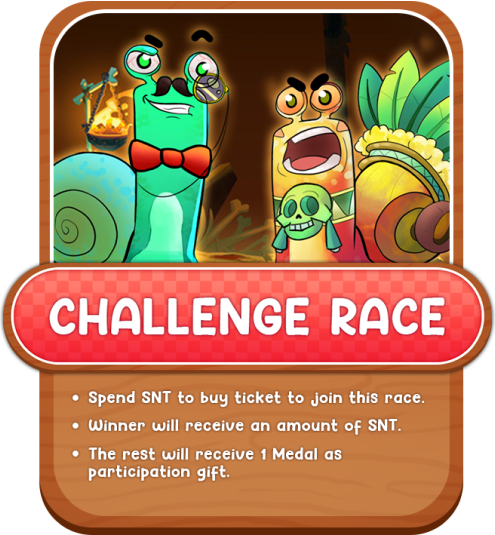 CHALLENGE RACE
• Spend SNT to buy ticket to join this race.
• Winner will receive an amount of SNT.
• The rest will receive 1 Medal as
participation gift.